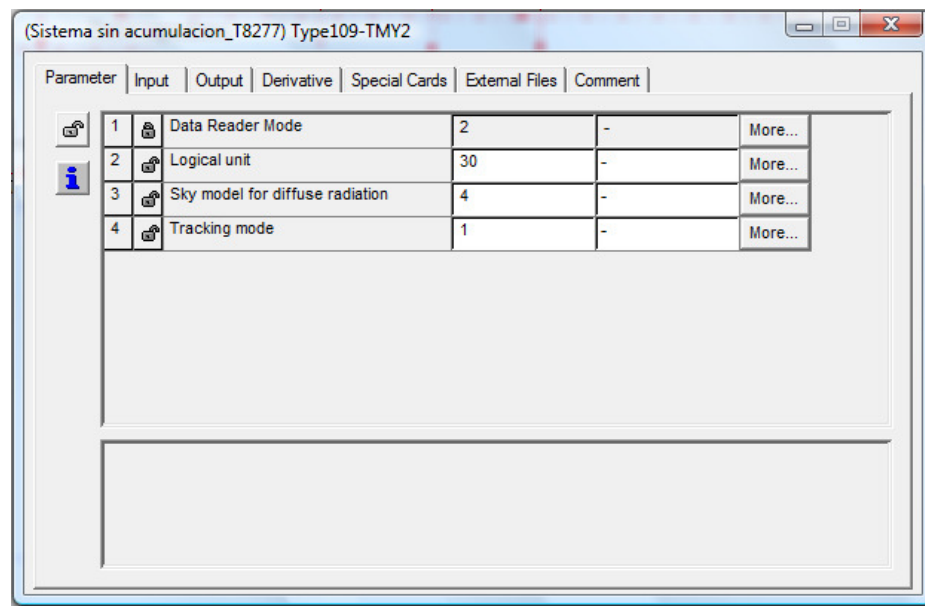 (Sistema sin acumulacion_T8277) Type109-TMY2
Parameter Input Output Derivative Special Cards External Files Comment
1 Data Reader Mode 2 - More...
2 Logical unit 30 - More...
3 Sky model for diffuse radiation 4 - More...
4 Tracking mode 1 - More...